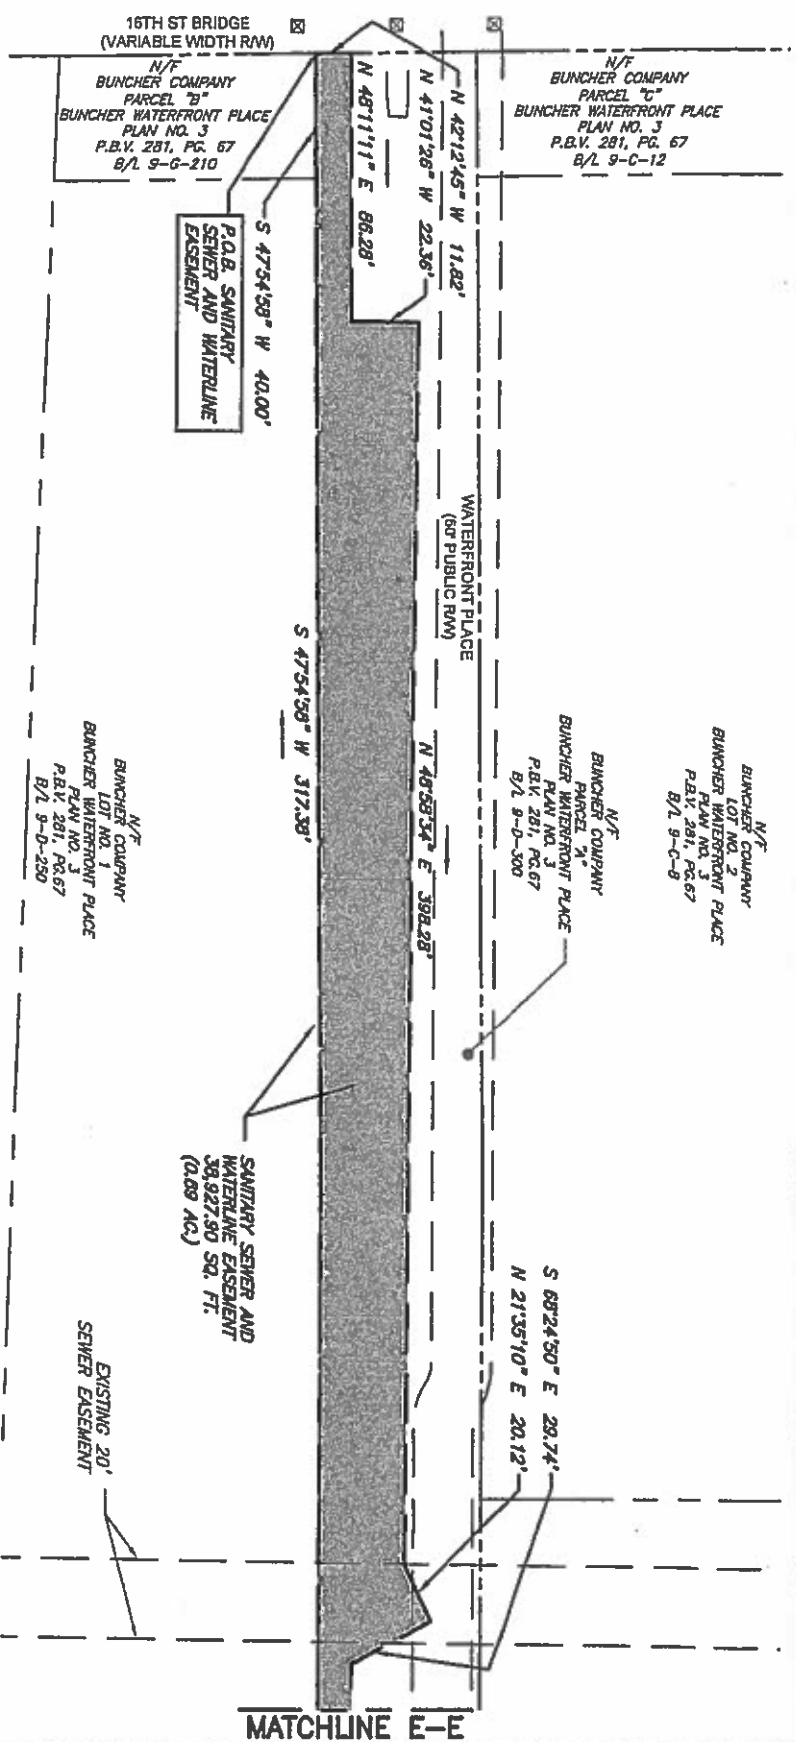 16TH ST BRIDGE
(VARIABLE WIDTH R/W)
N/F
BUNCHER COMPANY
PARCEL "B"
BUNCHER WATERFRONT PLACE
PLAN NO. 3
P.B.V. 281, PG. 67
B/L 9-G-210
N/F
BUNCHER COMPANY
PARCEL "C"
BUNCHER WATERFRONT PLACE
PLAN NO. 3
P.B.V. 281, PG. 67
B/L 9-C-12
N 42°12'45" W 11.82'
N 41°01'26" W 22.36'
N 48°11'11" E 86.28'
S 47°54'58" W 40.00'
P.O.B. SANITARY
SEWER AND WATERLINE
EASEMENT
WATERFRONT PLACE
(60' PUBLIC R/W)
S 47°54'58" W 317.38'
N 48°58'34" E 398.28'
N/F
BUNCHER COMPANY
LOT NO. 2
BUNCHER WATERFRONT PLACE
PLAN NO. 3
P.B.V. 281, PG.67
B/L 9-C-8
N/F
BUNCHER COMPANY
PARCEL "A"
BUNCHER WATERFRONT PLACE
PLAN NO. 3
P.B.V. 281, PG.67
B/L 9-D-300
N/F
BUNCHER COMPANY
LOT NO. 1
BUNCHER WATERFRONT PLACE
PLAN NO. 3
P.B.V. 281, PG.67
B/L 9-D-250
SANITARY SEWER AND
WATERLINE EASEMENT
38,927.90 SQ. FT.
(0.89 AC.)
S 68°24'50" E 29.74'
N 21°35'10" E 20.12'
EXISTING 20'
SEWER EASEMENT
MATCHLINE E-E